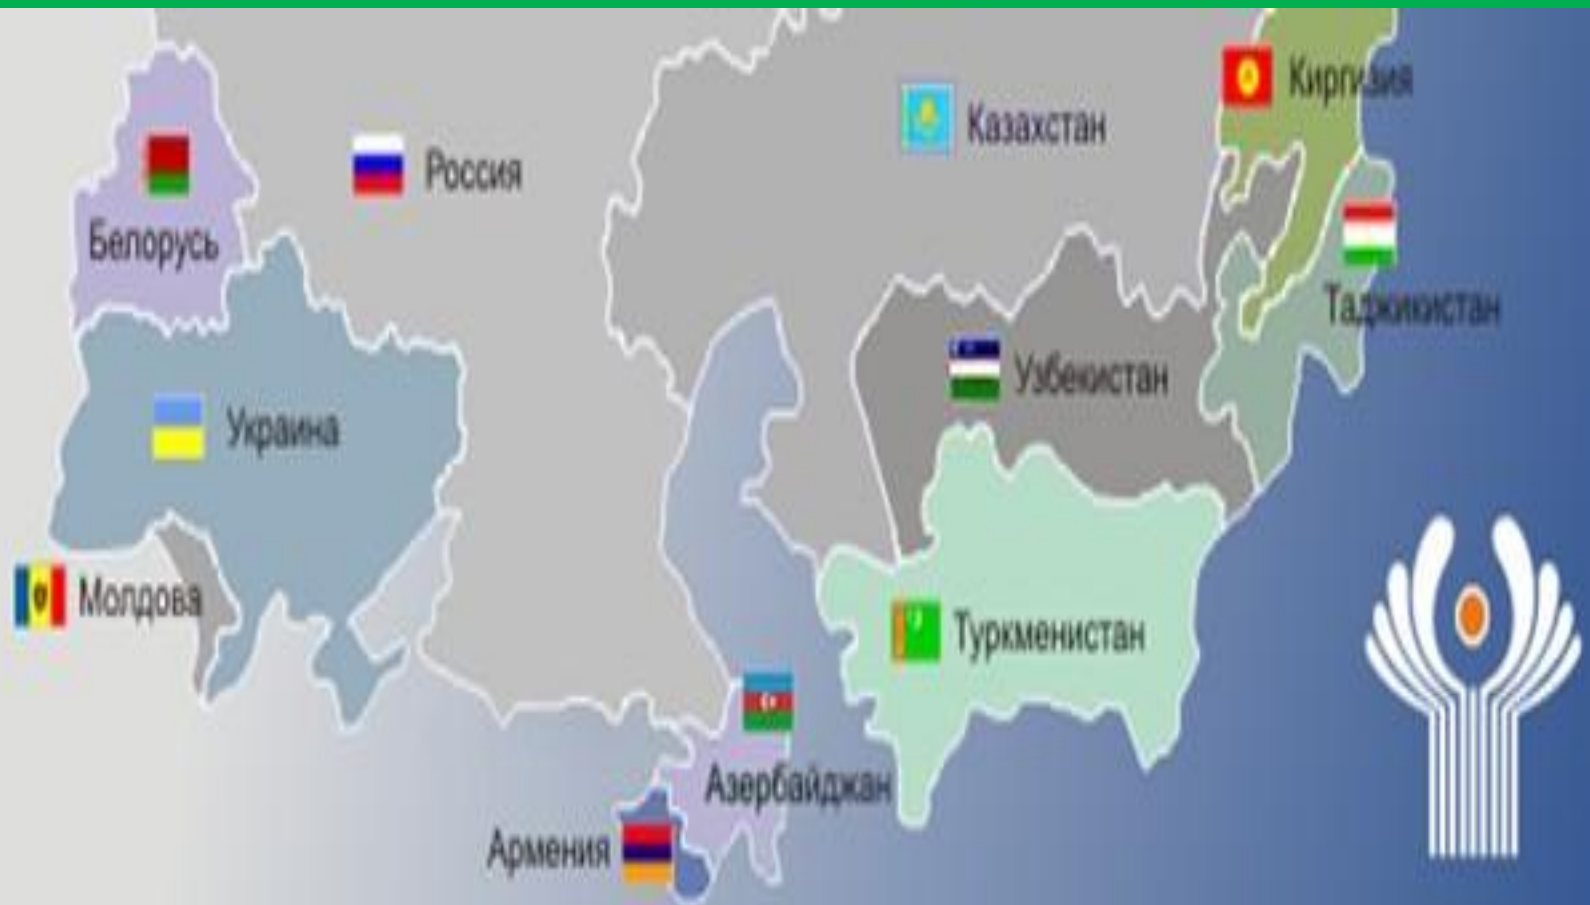 Киргизия
Казахстан
Россия
Белорусь
Таджикистан
Узбекистан
Украина
Молдова
Туркменистан
Азербайджан
Армения